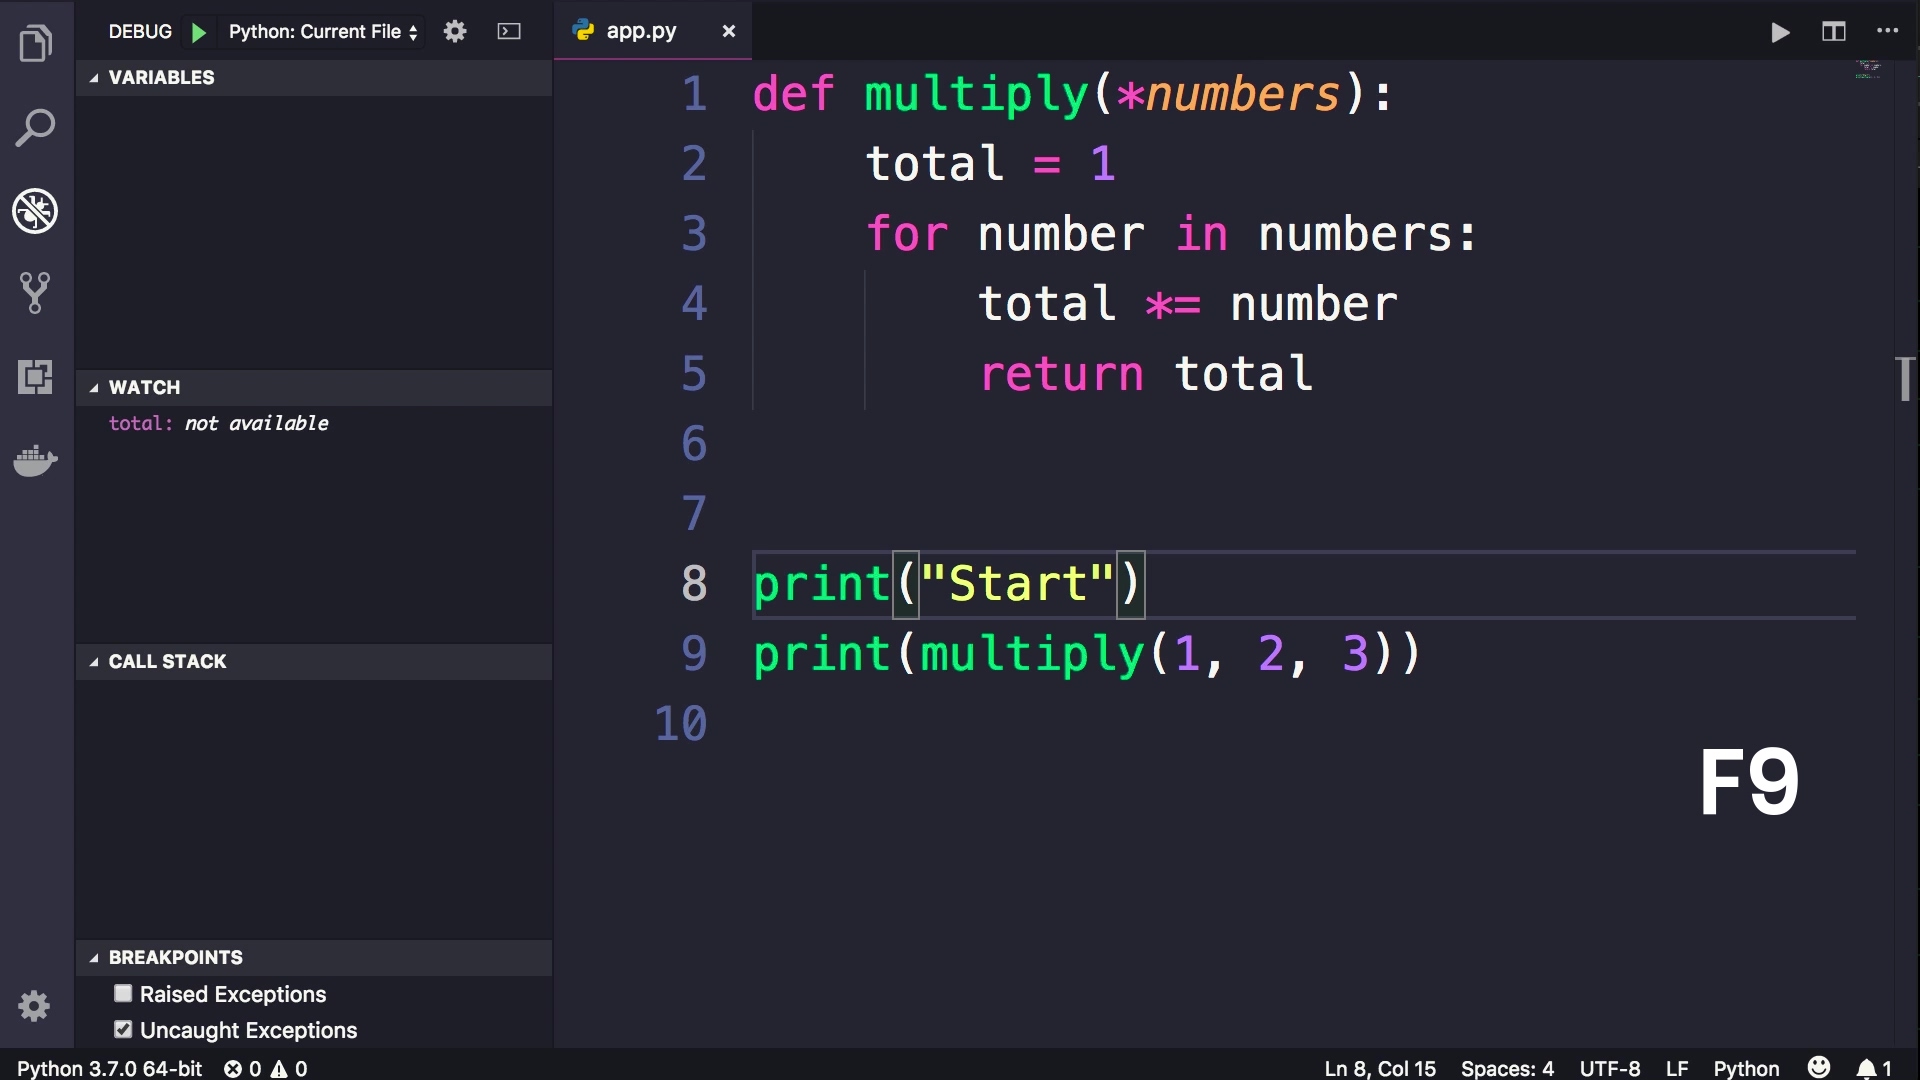 DEBUG Python: Current File
VARIABLES
WATCH
total: not available
CALL STACK
BREAKPOINTS
Raised Exceptions
Uncaught Exceptions
app.py
1 def multiply(*numbers):
2     total = 1
3     for number in numbers:
4         total *= number
5         return total
6
7
8 print("Start")
9 print(multiply(1, 2, 3))
10
F9
Python 3.7.0 64-bit 0 0 Ln 8, Col 15 Spaces: 4 UTF-8 LF Python 1